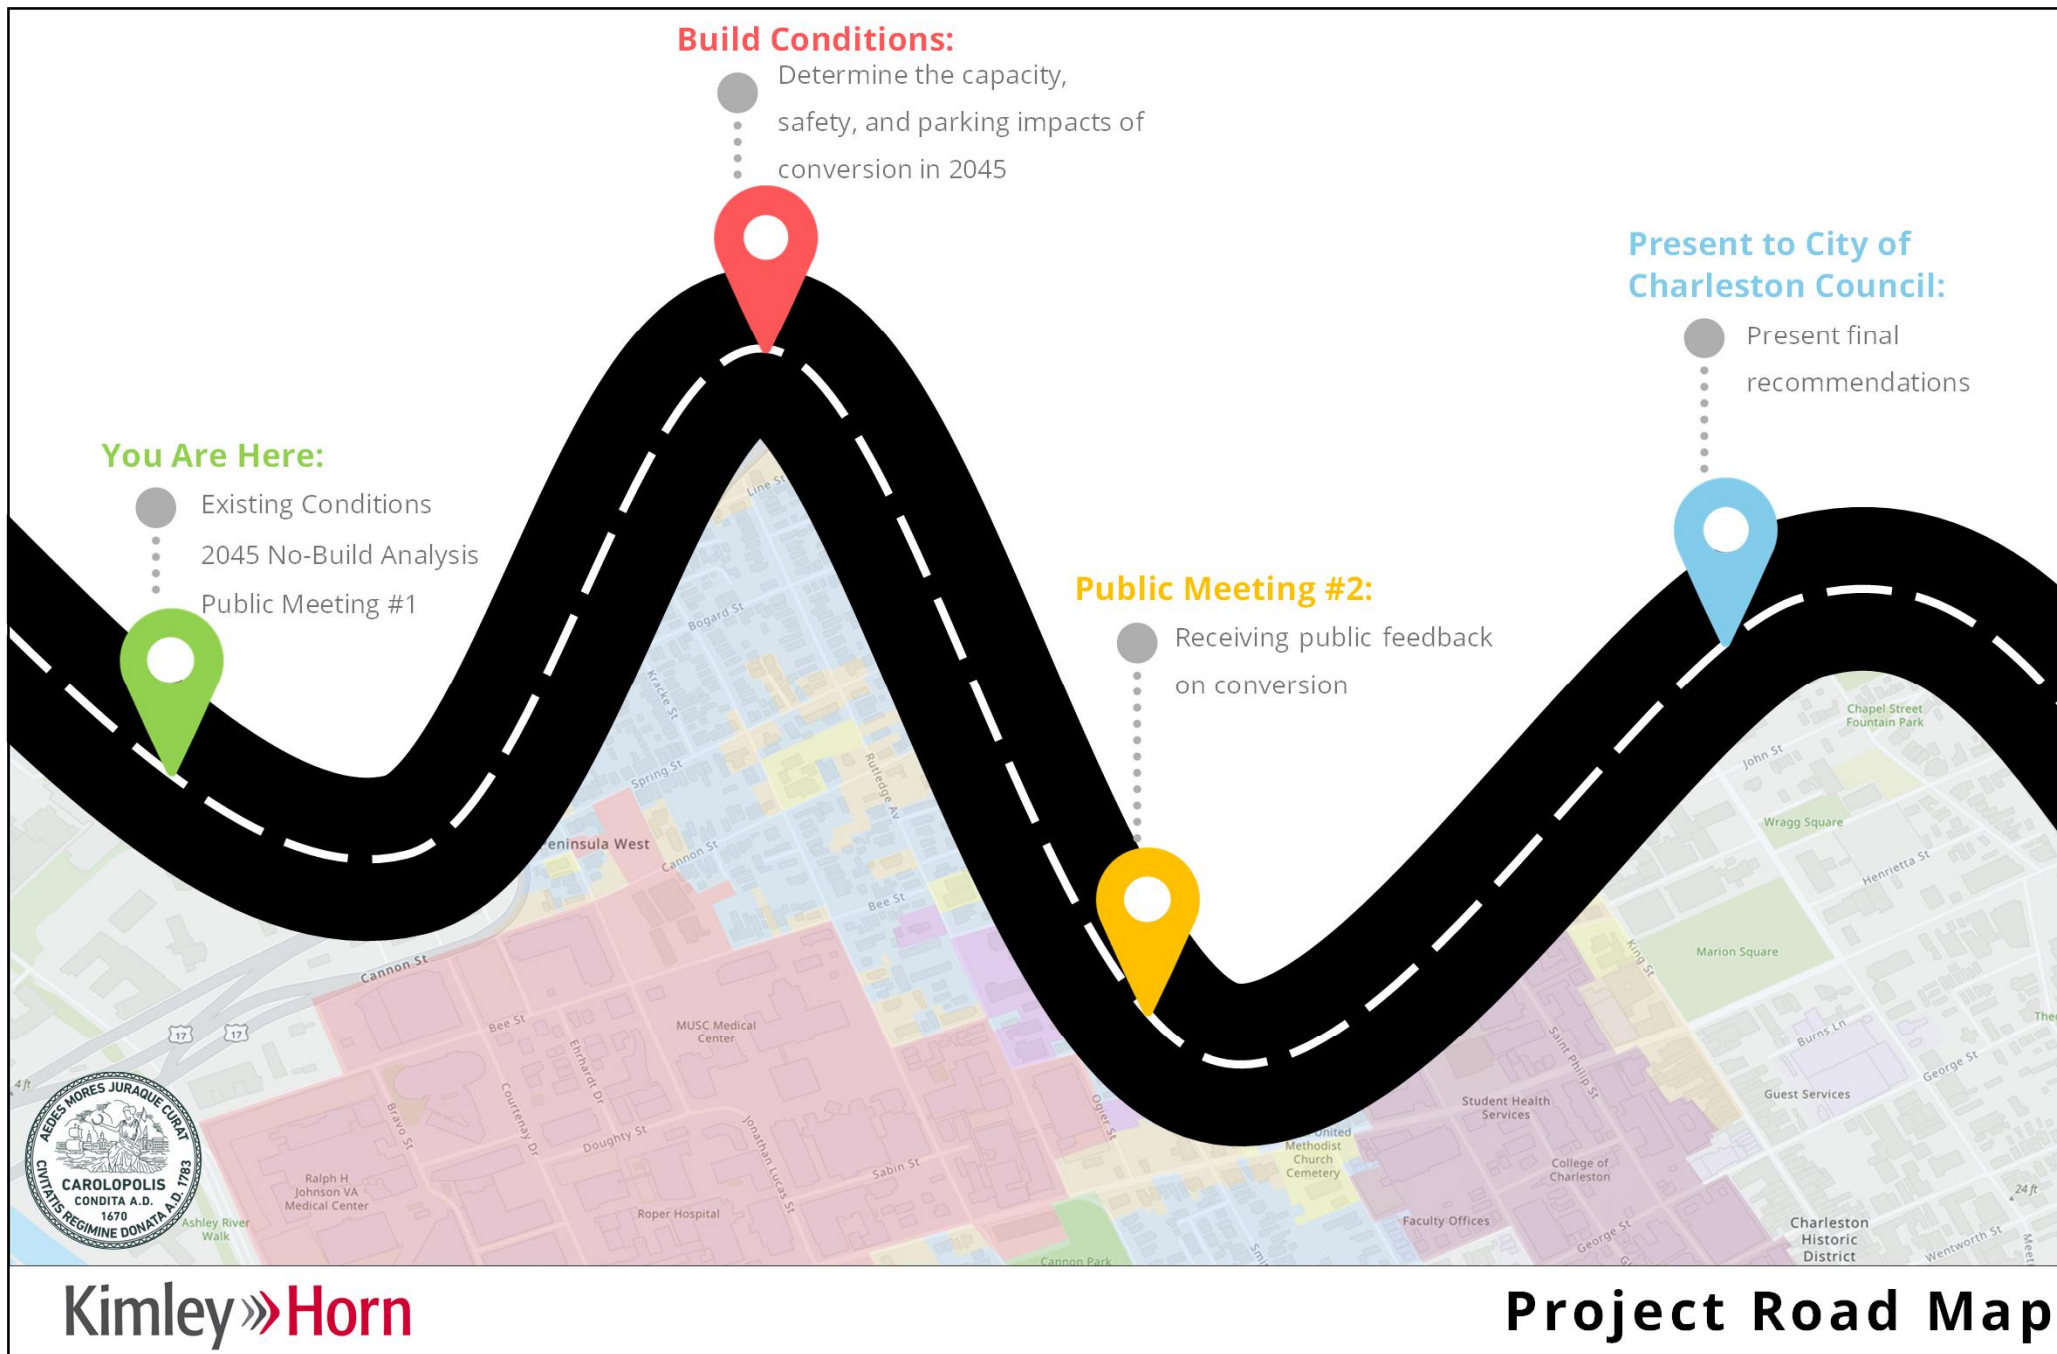 Build Conditions:
Determine the capacity,
safety, and parking impacts of
conversion in 2045
Present to City of
Charleston Council:
Present final
recommendations
You Are Here:
Existing Conditions
2045 No-Build Analysis
Public Meeting #1
Public Meeting #2:
Receiving public feedback
on conversion
Line St
Bogard St
Kracke St
Spring St
Rutledge Av
Peninsula West
Cannon St
Bee St
Cannon St
17
17
Bee St
Ehrhardt Dr
MUSC Medical
Center
Courtenay Dr
Bravo St
Doughty St
Jonathan Lucas St
Sabin St
Ogier St
Ralph H
Johnson VA
Medical Center
Roper Hospital
Ashley River
Walk
4 ft
AEDES MORES JURAQUE CURAT
CIVITATIS REGIMINE DONATA A.D. 1783
CAROLOPOLIS
CONDITA A.D.
1670
Cannon Park
United
Methodist
Church
Cemetery
Student Health
Services
College of
Charleston
Faculty Offices
Saint Philip St
George St
King St
Chapel Street
Fountain Park
John St
Wragg Square
Henrietta St
Marion Square
Burns Ln
George St
Guest Services
24 ft
Charleston
Historic
District
Wentworth St
Kimley»Horn
Project Road Map